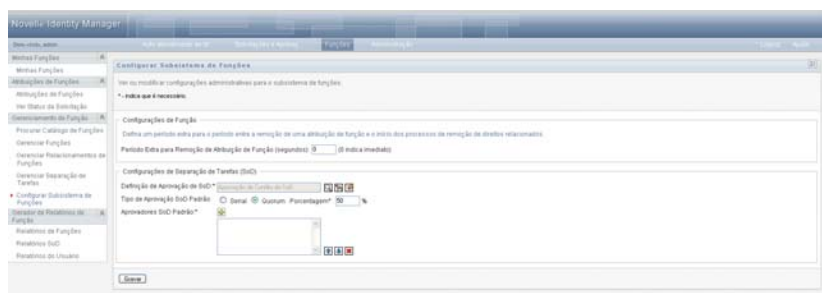 Novell® Identity Manager
Bem-vindo, admin
Funções
Administração
Logout Ajuda
Minhas Funções
Minhas Funções
Atribuições de Funções
Atribuições de Funções
Ver Status da Solicitação
Gerenciamento de Função
Procurar Catálogo de Funções
Gerenciar Funções
Gerenciar Relacionamentos de
Funções
Gerenciar Separação de
Tarefas
Configurar Subsistema de
Funções
Gerador de Relatórios de
Função
Relatórios de Funções
Relatórios SoD
Relatórios do Usuário
Configurar Subsistema de Funções
Ver ou modificar configurações administrativas para o subsistema de funções.
* - indica que é necessário.
Configurações de Função
Defina um período extra para o período entre a remoção de uma atribuição de função e o início dos processos de remoção de direitos relacionados.
Período Extra para Remoção de Atribuição de Função (segundos): 0 (0 indica imediato)
Configurações de Separação de Tarefas (SoD)
Definição de Aprovação de SoD:*
Tipo de Aprovação SoD Padrão: Serial Quorum Porcentagem:* 50 %
Aprovadores SoD Padrão:*
Gravar